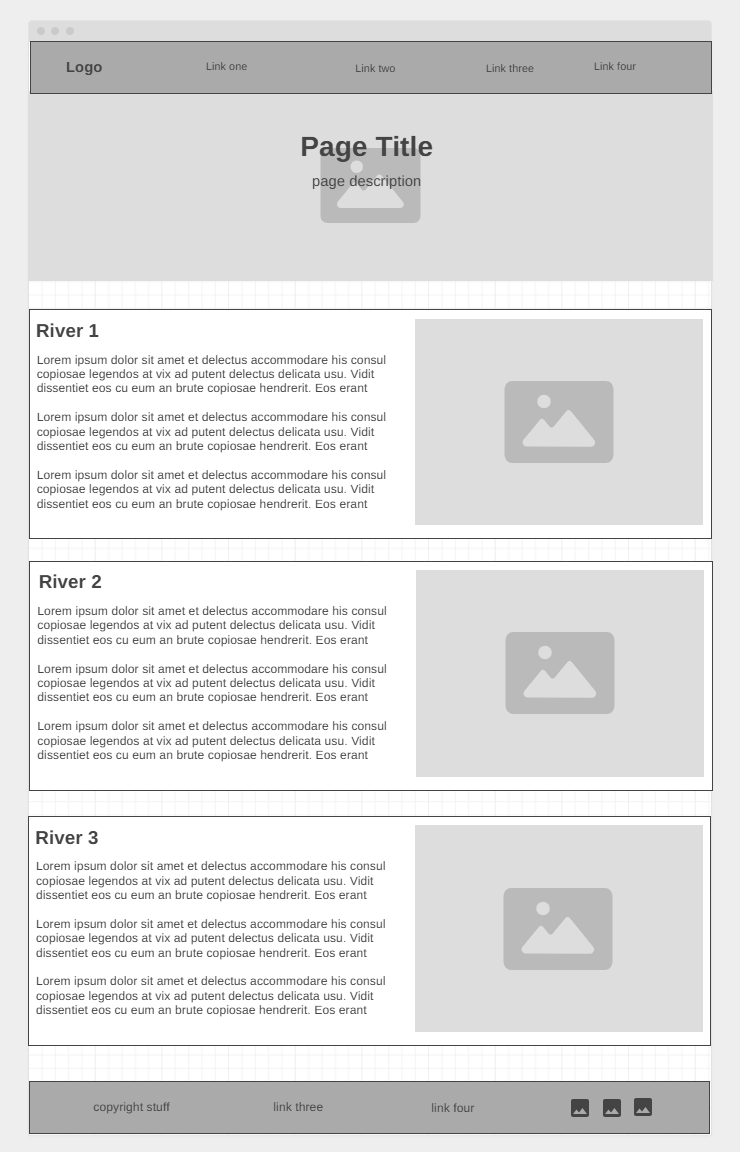 Logo Link one Link two Link three Link four
Page Title
page description
River 1
Lorem ipsum dolor sit amet et delectus accommodare his consul
copiosae legendos at vix ad putent delectus delicata usu. Vidit
dissentiet eos cu eum an brute copiosae hendrerit. Eos erant
Lorem ipsum dolor sit amet et delectus accommodare his consul
copiosae legendos at vix ad putent delectus delicata usu. Vidit
dissentiet eos cu eum an brute copiosae hendrerit. Eos erant
Lorem ipsum dolor sit amet et delectus accommodare his consul
copiosae legendos at vix ad putent delectus delicata usu. Vidit
dissentiet eos cu eum an brute copiosae hendrerit. Eos erant
River 2
Lorem ipsum dolor sit amet et delectus accommodare his consul
copiosae legendos at vix ad putent delectus delicata usu. Vidit
dissentiet eos cu eum an brute copiosae hendrerit. Eos erant
Lorem ipsum dolor sit amet et delectus accommodare his consul
copiosae legendos at vix ad putent delectus delicata usu. Vidit
dissentiet eos cu eum an brute copiosae hendrerit. Eos erant
Lorem ipsum dolor sit amet et delectus accommodare his consul
copiosae legendos at vix ad putent delectus delicata usu. Vidit
dissentiet eos cu eum an brute copiosae hendrerit. Eos erant
River 3
Lorem ipsum dolor sit amet et delectus accommodare his consul
copiosae legendos at vix ad putent delectus delicata usu. Vidit
dissentiet eos cu eum an brute copiosae hendrerit. Eos erant
Lorem ipsum dolor sit amet et delectus accommodare his consul
copiosae legendos at vix ad putent delectus delicata usu. Vidit
dissentiet eos cu eum an brute copiosae hendrerit. Eos erant
Lorem ipsum dolor sit amet et delectus accommodare his consul
copiosae legendos at vix ad putent delectus delicata usu. Vidit
dissentiet eos cu eum an brute copiosae hendrerit. Eos erant
copyright stuff link three link four